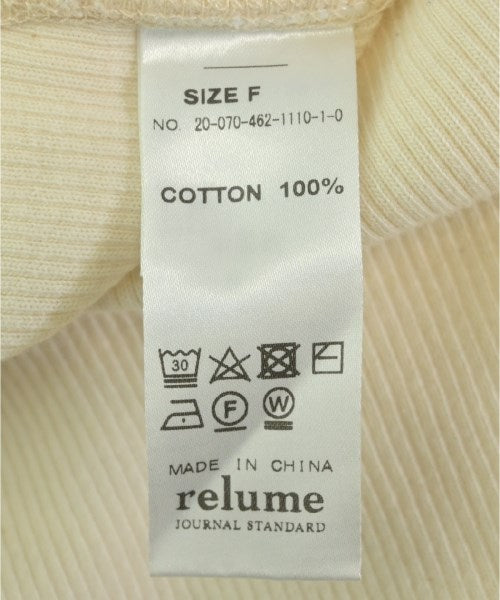 SIZE F
NO. 20-070-462-1110-1-0
COTTON 100%
30
F W
MADE IN CHINA
relume
JOURNAL STANDARD